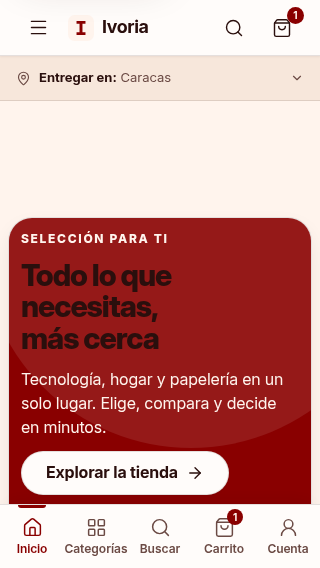 1
I Ivoria
Entregar en: Caracas
SELECCIÓN PARA TI
Todo lo que
necesitas,
más cerca
Tecnología, hogar y papelería en un
solo lugar. Elige, compara y decide
en minutos.
Explorar la tienda
1
Inicio Categorías Buscar Carrito Cuenta